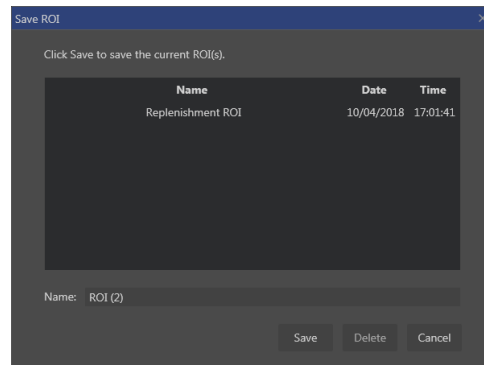 Save ROI
Click Save to save the current ROI(s).
Name Date Time
Replenishment ROI 10/04/2018 17:01:41
Name: ROI (2)
Save Delete Cancel